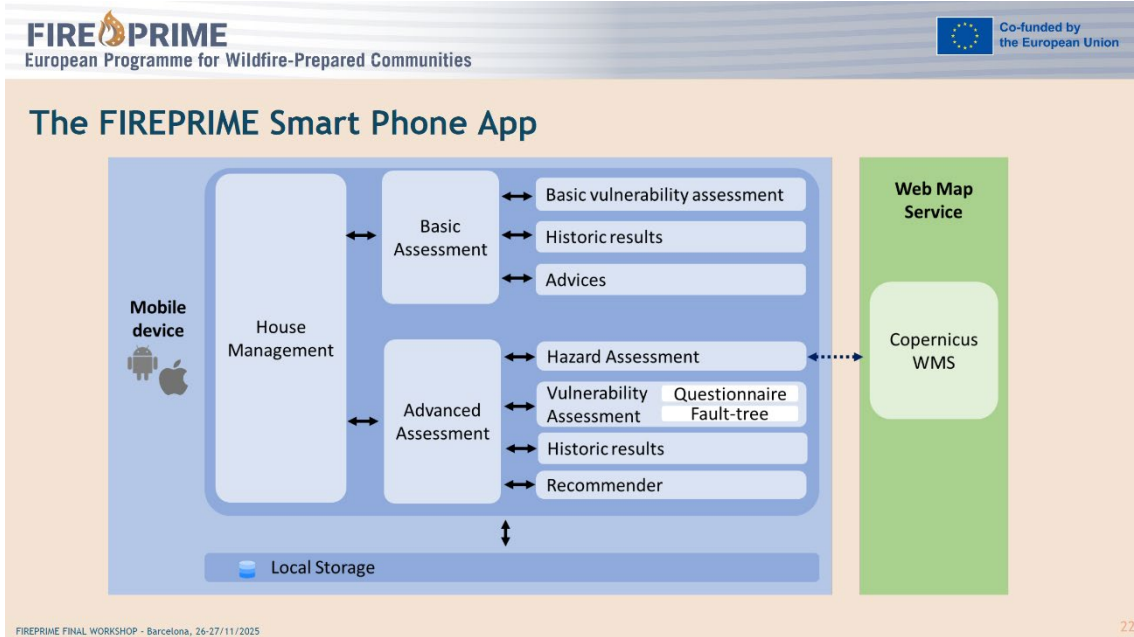 FIRE PRIME
European Programme for Wildfire-Prepared Communities
Co-funded by
the European Union
The FIREPRIME Smart Phone App
Mobile
device
House
Management
Basic
Assessment
Basic vulnerability assessment
Historic results
Advices
Advanced
Assessment
Hazard Assessment
Vulnerability
Assessment
Questionnaire
Fault-tree
Historic results
Recommender
Local Storage
Web Map
Service
Copernicus
WMS
FIREPRIME FINAL WORKSHOP - Barcelona, 26-27/11/2025
22